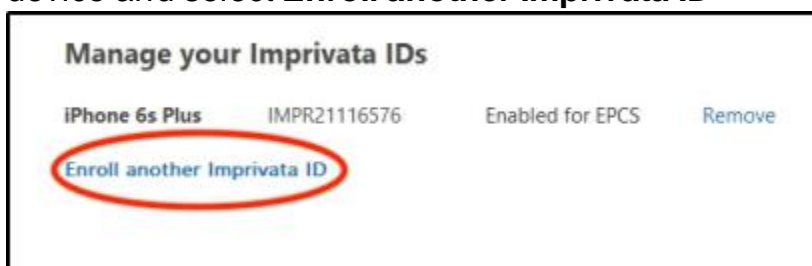 device and select Enroll another Imprivata ID
Manage your Imprivata IDs
iPhone 6s Plus IMPR21116576 Enabled for EPCS Remove
Enroll another Imprivata ID